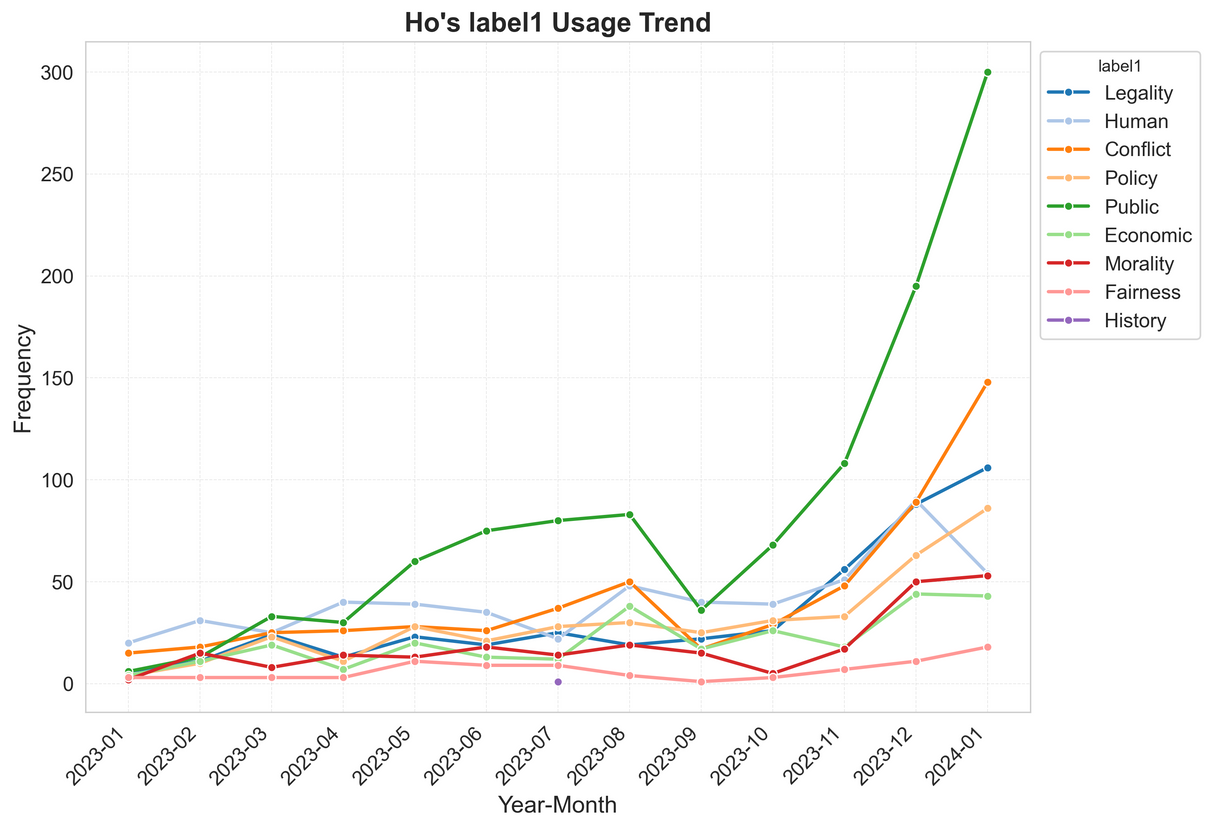 Ho's label1 Usage Trend
Frequency
300
250
200
150
100
50
0
2023-01
2023-02
2023-03
2023-04
2023-05
2023-06
2023-07
2023-08
2023-09
2023-10
2023-11
2023-12
2024-01
Year-Month
label1
Legality
Human
Conflict
Policy
Public
Economic
Morality
Fairness
History